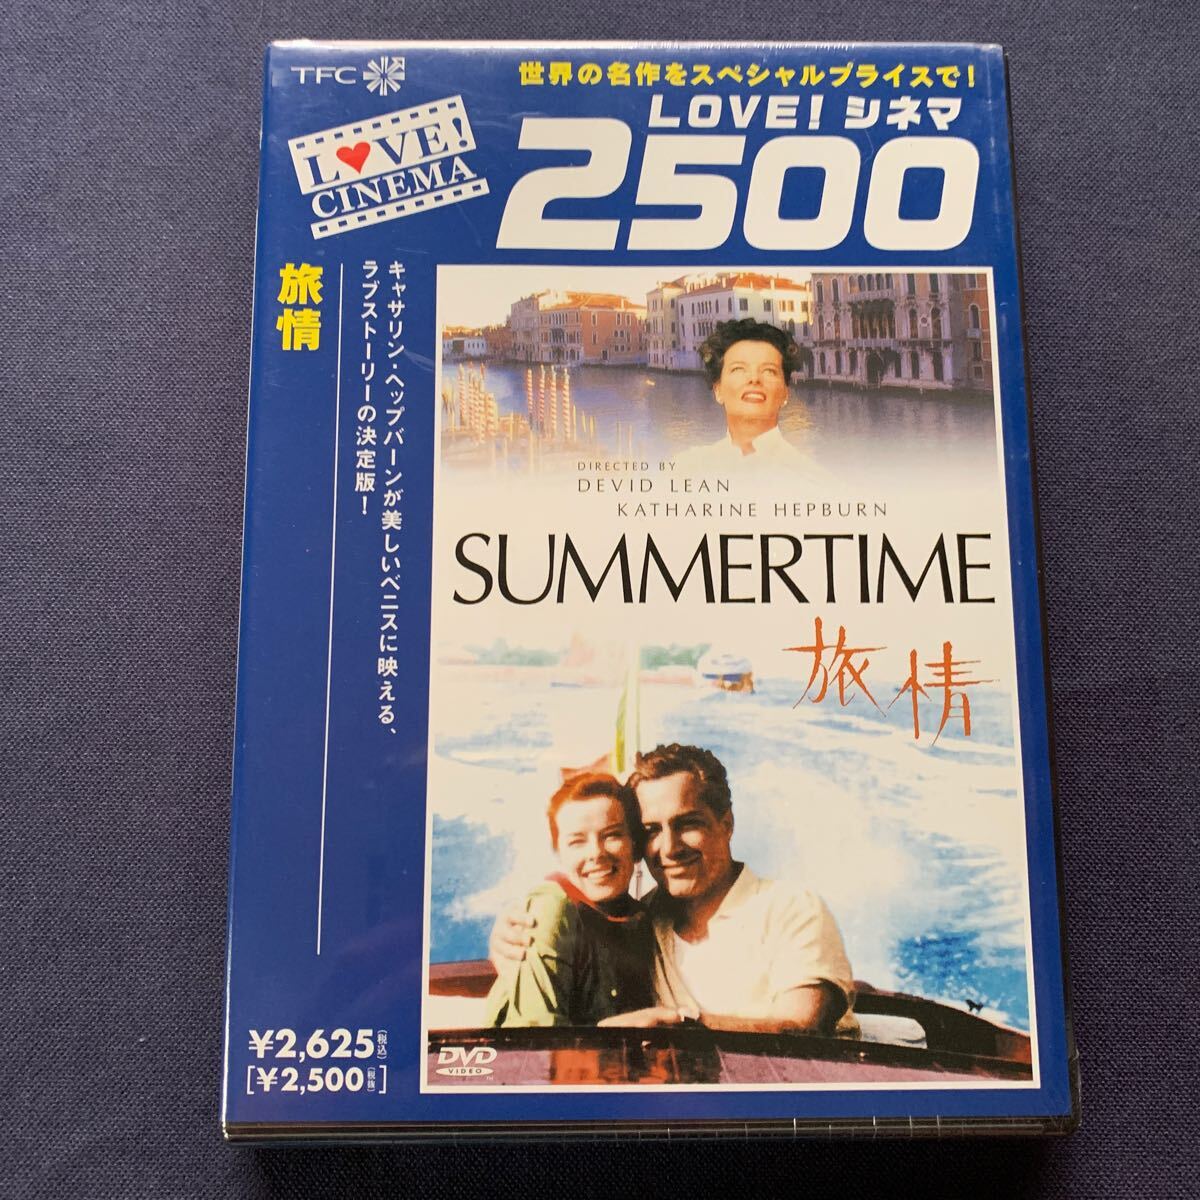 TFC
世界の名作をスペシャルプライスで!
LOVE!
CINEMA
LOVE! シネマ
2500
旅情
キャサリン・ヘップバーンが美しいベニスに映える、
ラブストーリーの決定版!
DIRECTED BY
DEVID LEAN
KATHARINE HEPBURN
SUMMERTIME
旅情
¥2,625(税込)
[¥2,500(税抜)]
DVD
VIDEO
TM